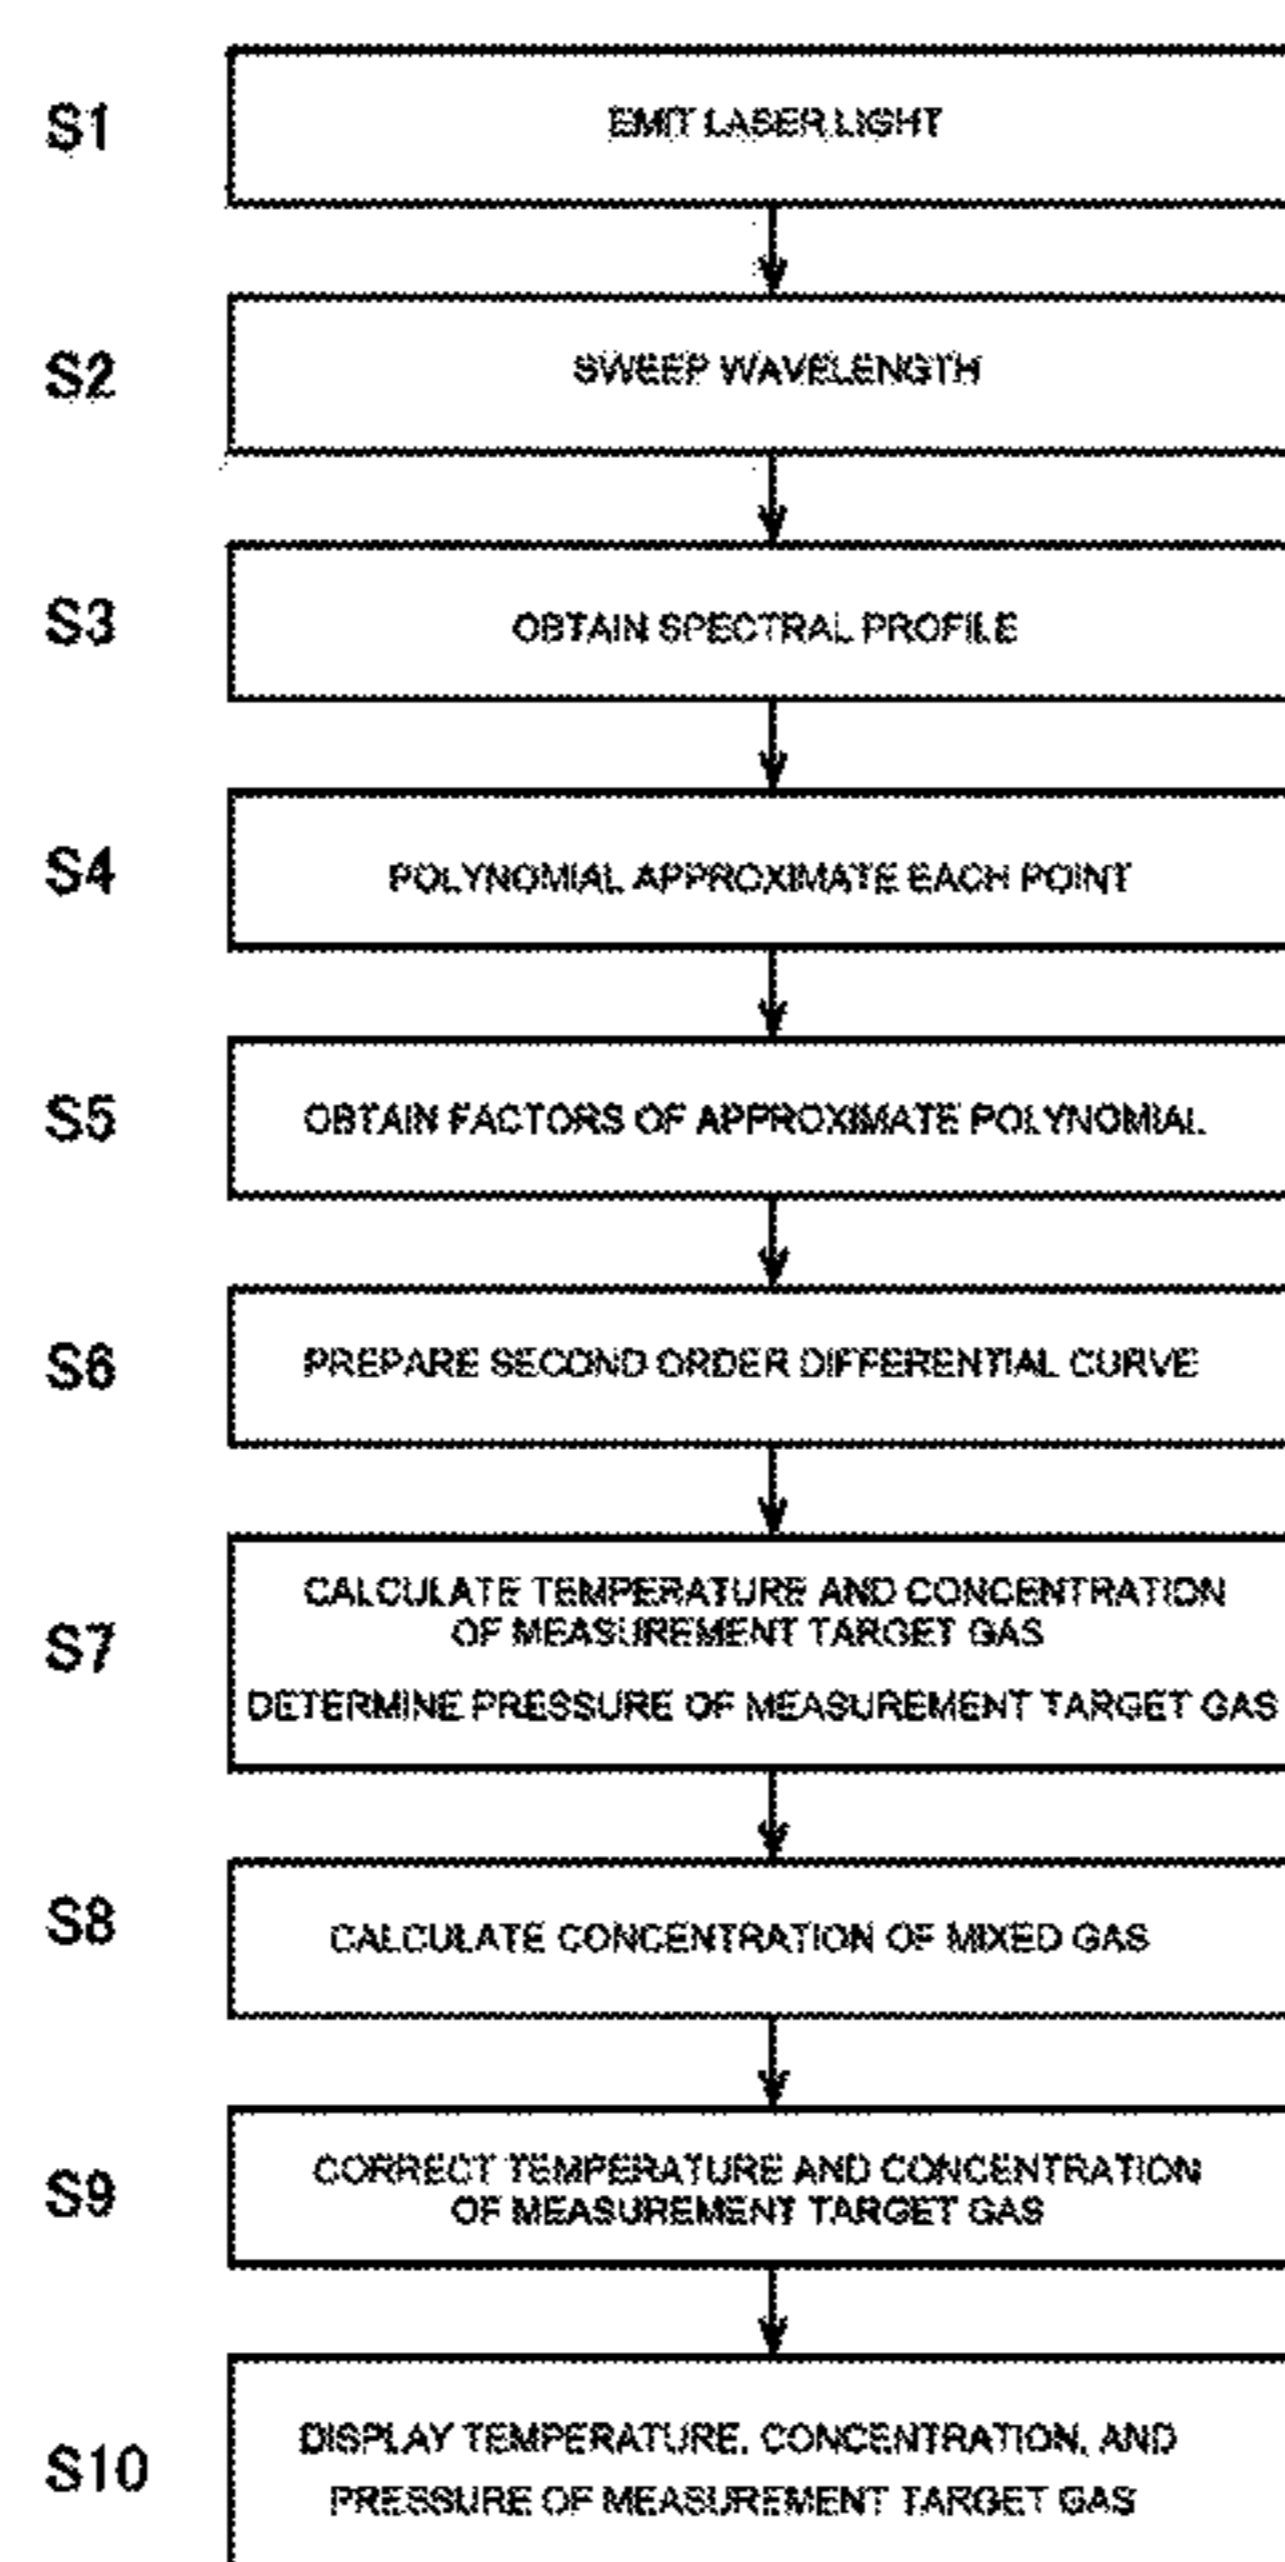 S1
EMIT LASER LIGHT
S2
SWEEP WAVELENGTH
S3
OBTAIN SPECTRAL PROFILE
S4
POLYNOMIAL APPROXIMATE EACH POINT
S5
OBTAIN FACTORS OF APPROXIMATE POLYNOMIAL
S6
PREPARE SECOND ORDER DIFFERENTIAL CURVE
S7
CALCULATE TEMPERATURE AND CONCENTRATION
OF MEASUREMENT TARGET GAS
DETERMINE PRESSURE OF MEASUREMENT TARGET GAS
S8
CALCULATE CONCENTRATION OF MIXED GAS
S9
CORRECT TEMPERATURE AND CONCENTRATION
OF MEASUREMENT TARGET GAS
S10
DISPLAY TEMPERATURE, CONCENTRATION, AND
PRESSURE OF MEASUREMENT TARGET GAS